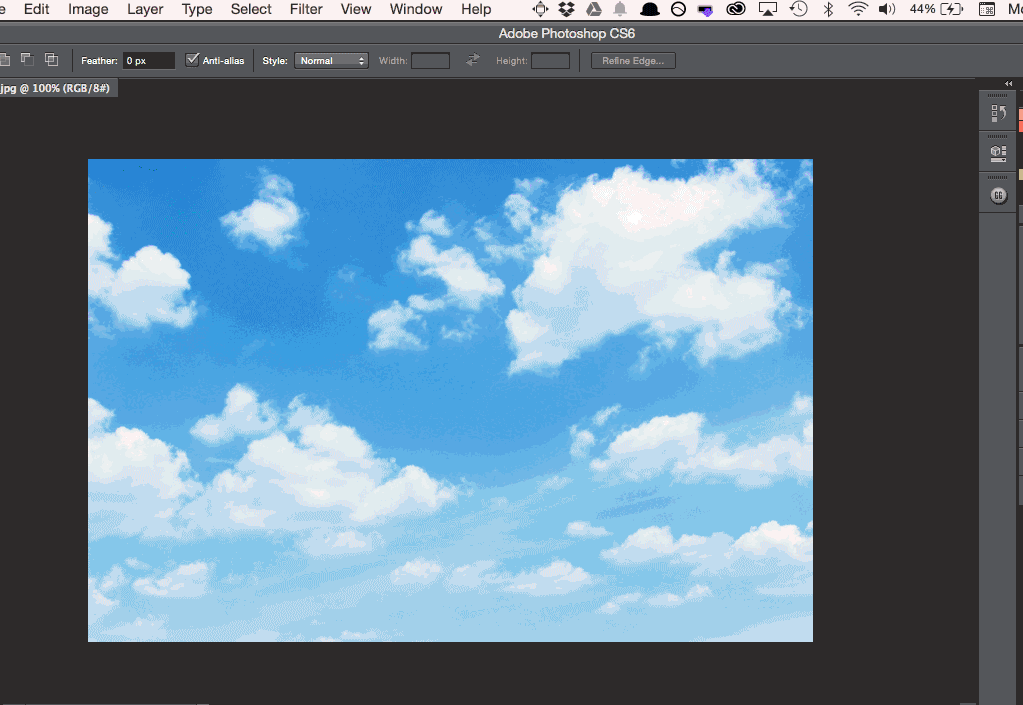 e Edit Image Layer Type Select Filter View Window Help 44% Mo
Adobe Photoshop CS6
Feather: 0 px Anti-alias Style: Normal Width: Height: Refine Edge...
jpg @ 100% (RGB/8#)